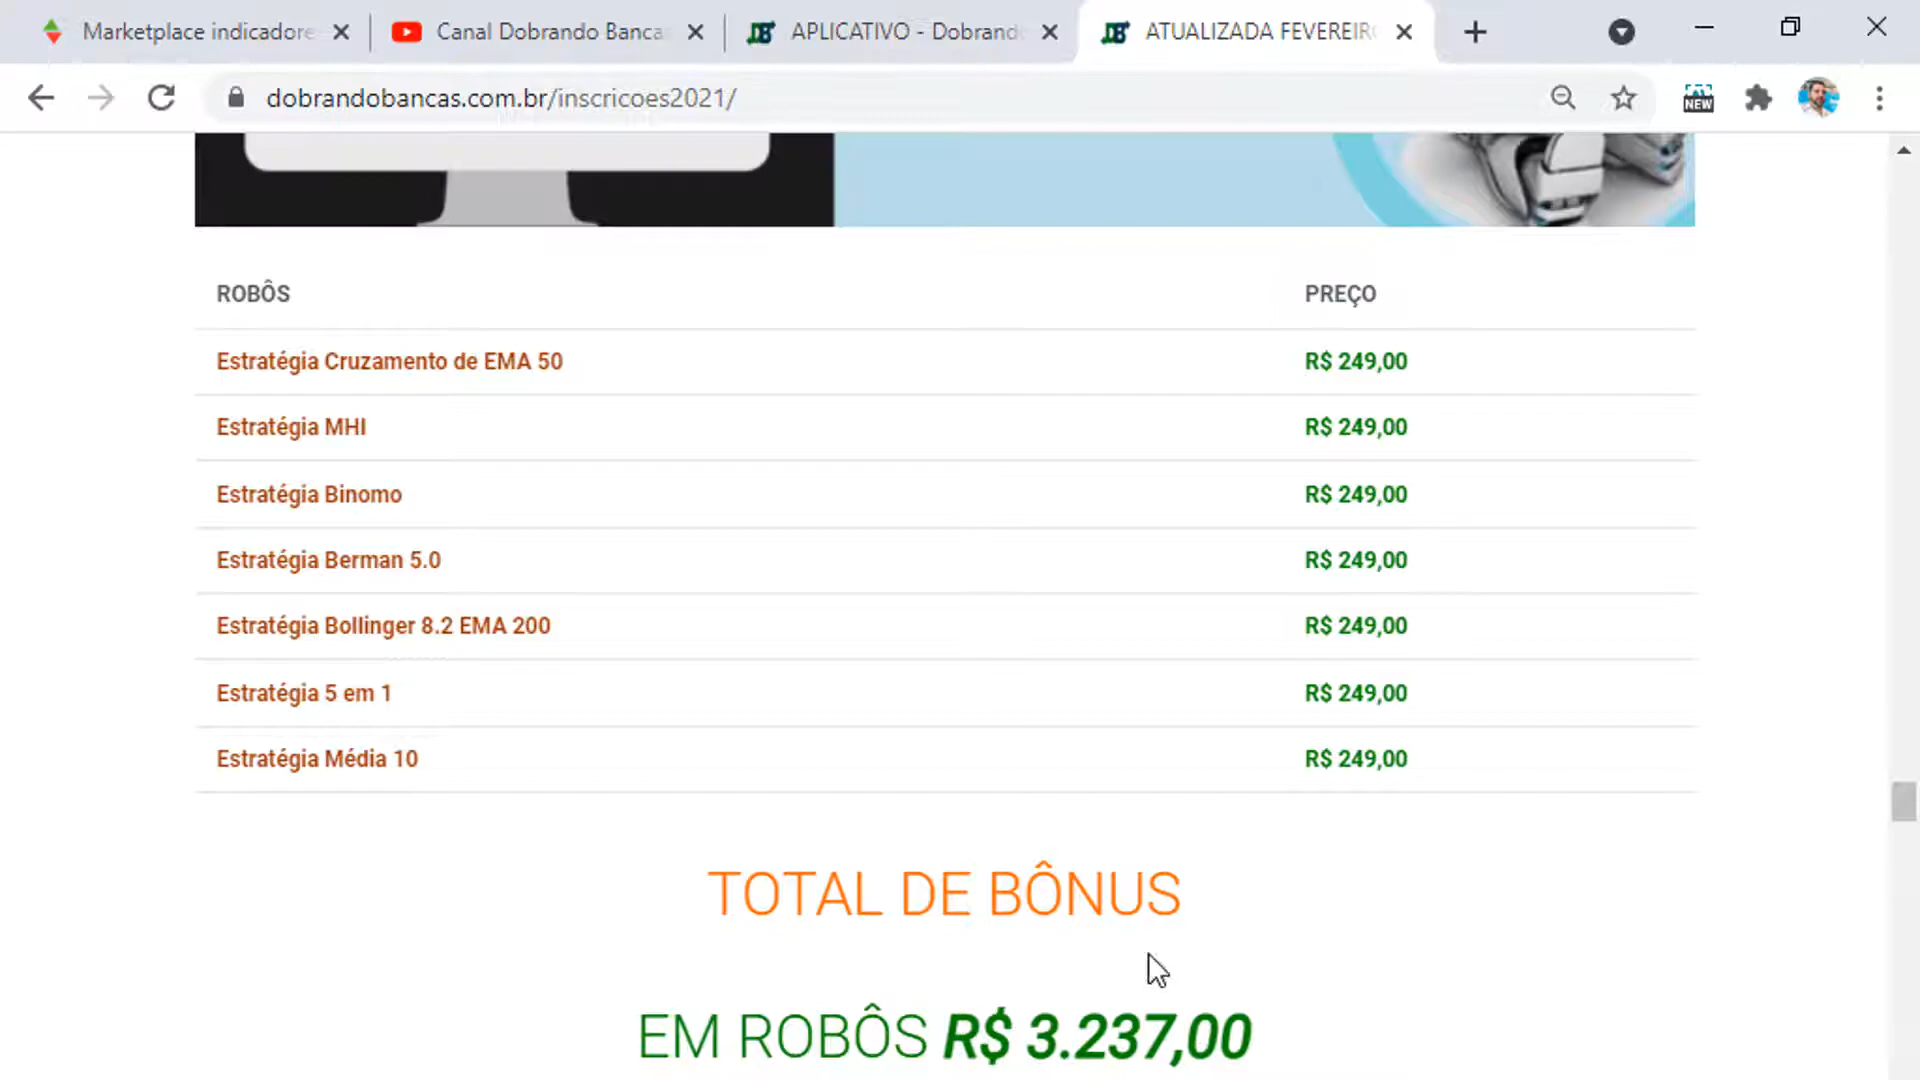 Marketplace indicadore
Canal Dobrando Banca
APLICATIVO - Dobrand
ATUALIZADA FEVEREIR
dobrandobancas.com.br/inscricoes2021/
NEW
ROBÔS PREÇO
Estratégia Cruzamento de EMA 50 R$ 249,00
Estratégia MHI R$ 249,00
Estratégia Binomo R$ 249,00
Estratégia Berman 5.0 R$ 249,00
Estratégia Bollinger 8.2 EMA 200 R$ 249,00
Estratégia 5 em 1 R$ 249,00
Estratégia Média 10 R$ 249,00
TOTAL DE BÔNUS
EM ROBÔS R$ 3.237,00